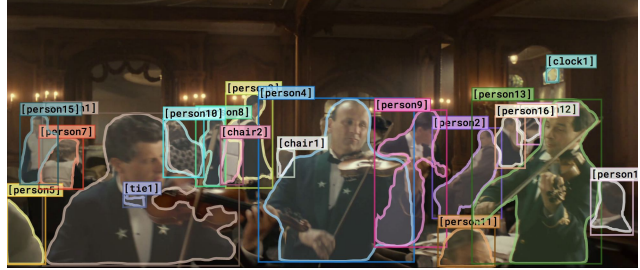 [clock1]
[person4]
[person13]
[person15]
[person10]
[person9]
[person16]
[person7]
[chair2]
[person2]
[chair1]
[person5]
[tie1]
[person11]